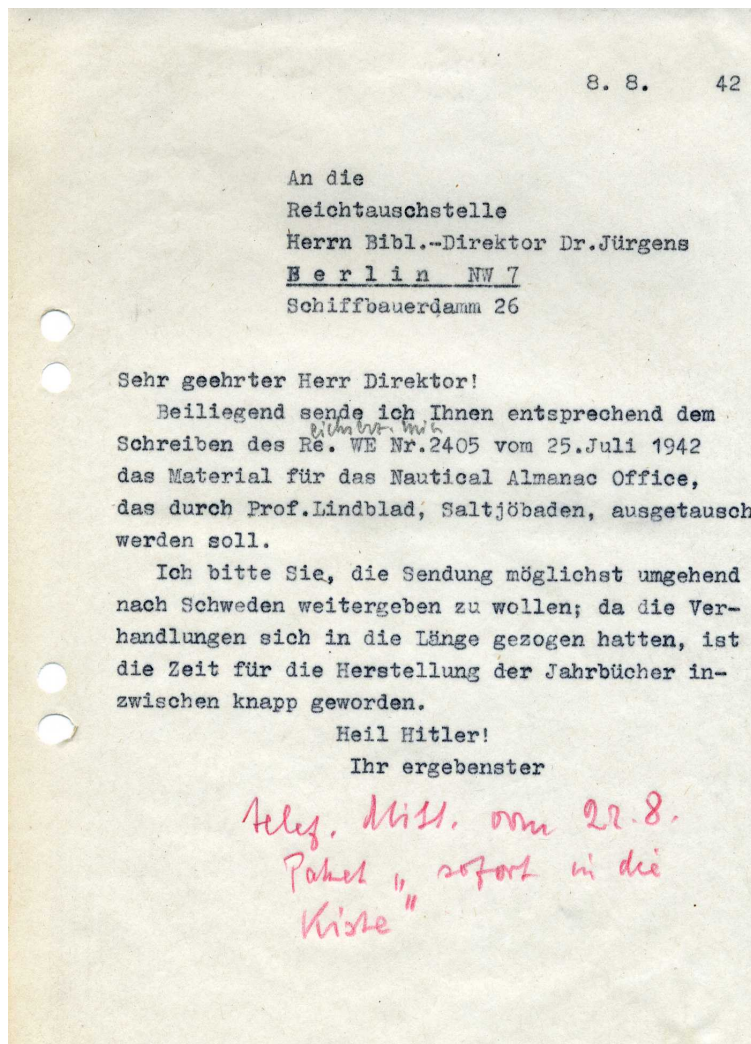 8. 8. 42
An die
Reichtauschstelle
Herrn Bibl.-Direktor Dr.Jürgens
Berlin NW 7
Schiffbauerdamm 26
Sehr geehrter Herr Direktor!
Beiliegend sende ich Ihnen entsprechend dem
Schreiben des Re. WE Nr.2405 vom 25.Juli 1942
das Material für das Nautical Almanac Office,
das durch Prof.Lindblad, Saltjöbaden, ausgetausch
werden soll.
Ich bitte Sie, die Sendung möglichst umgehend
nach Schweden weitergeben zu wollen; da die Ver-
handlungen sich in die Länge gezogen hatten, ist
die Zeit für die Herstellung der Jahrbücher in-
zwischen knapp geworden.
Heil Hitler!
Ihr ergebenster
telef. Mitt. vom 22.8.
Paket „sofort in die
Kiste"